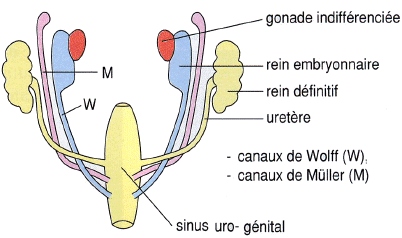 gonade indifférenciée
rein embryonnaire
rein définitif
uretère
M
W
- canaux de Wolff (W),
- canaux de Müller (M)
sinus uro- génital